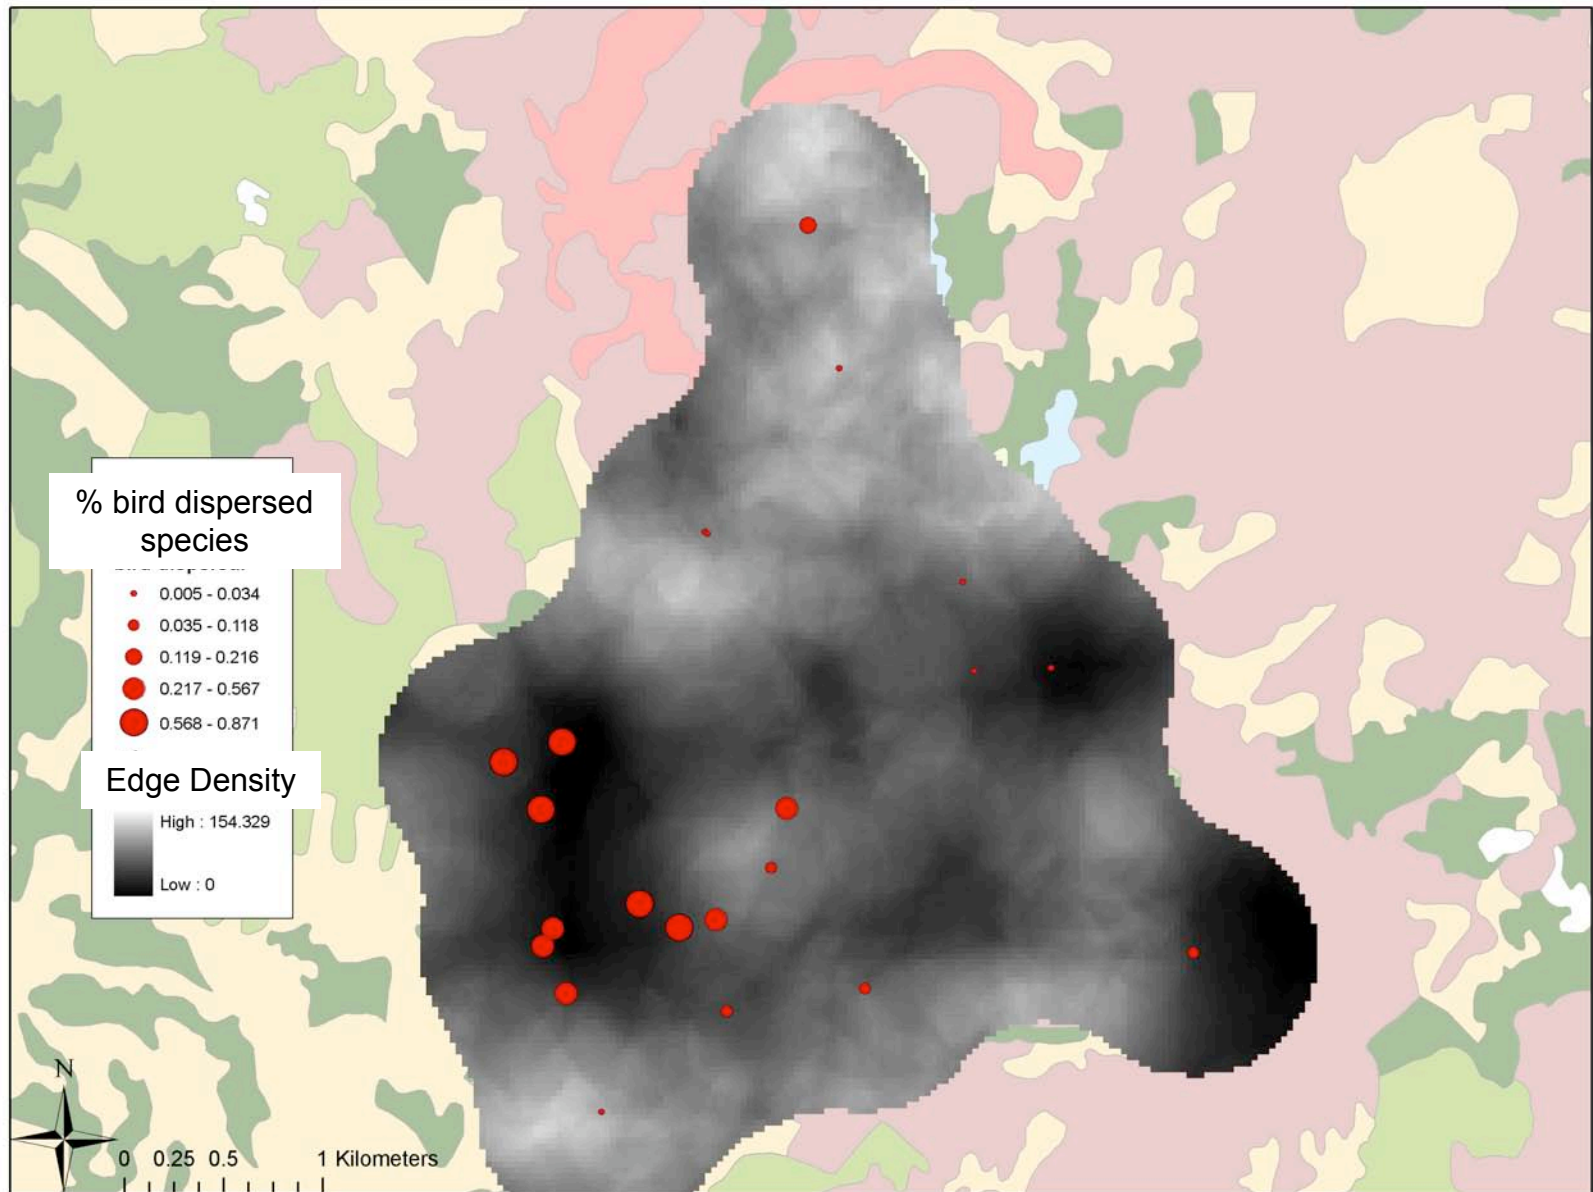 % bird dispersed
species
0.005 - 0.034
0.035 - 0.118
0.119 - 0.216
0.217 - 0.567
0.568 - 0.871
Edge Density
High : 154.329
Low : 0
N
0 0.25 0.5 1 Kilometers